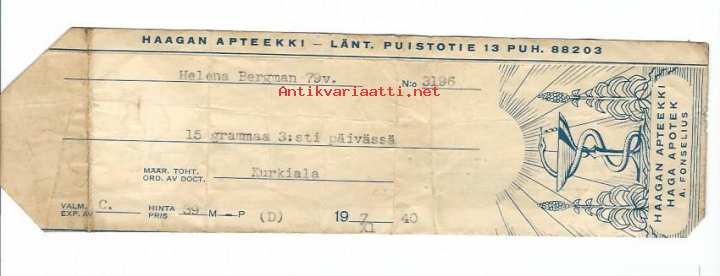 HAAGAN APTEEKKI — LÄNT. PUISTOTIE 13 PUH. 88203
Helena Bergman 79v. N:o 3196
Antikvariaatti.net
15 grammaa 3:sti päivässä
MÄÄR. TOHT.
ORD. AV DOCT. Kurkiala
VALM.
EXP. AV C. HINTA
PRIS 39 M — P (D) 19 7/XI 40
HAAGAN APTEEKKI
HAGA APOTEK
A. FONSELIUS